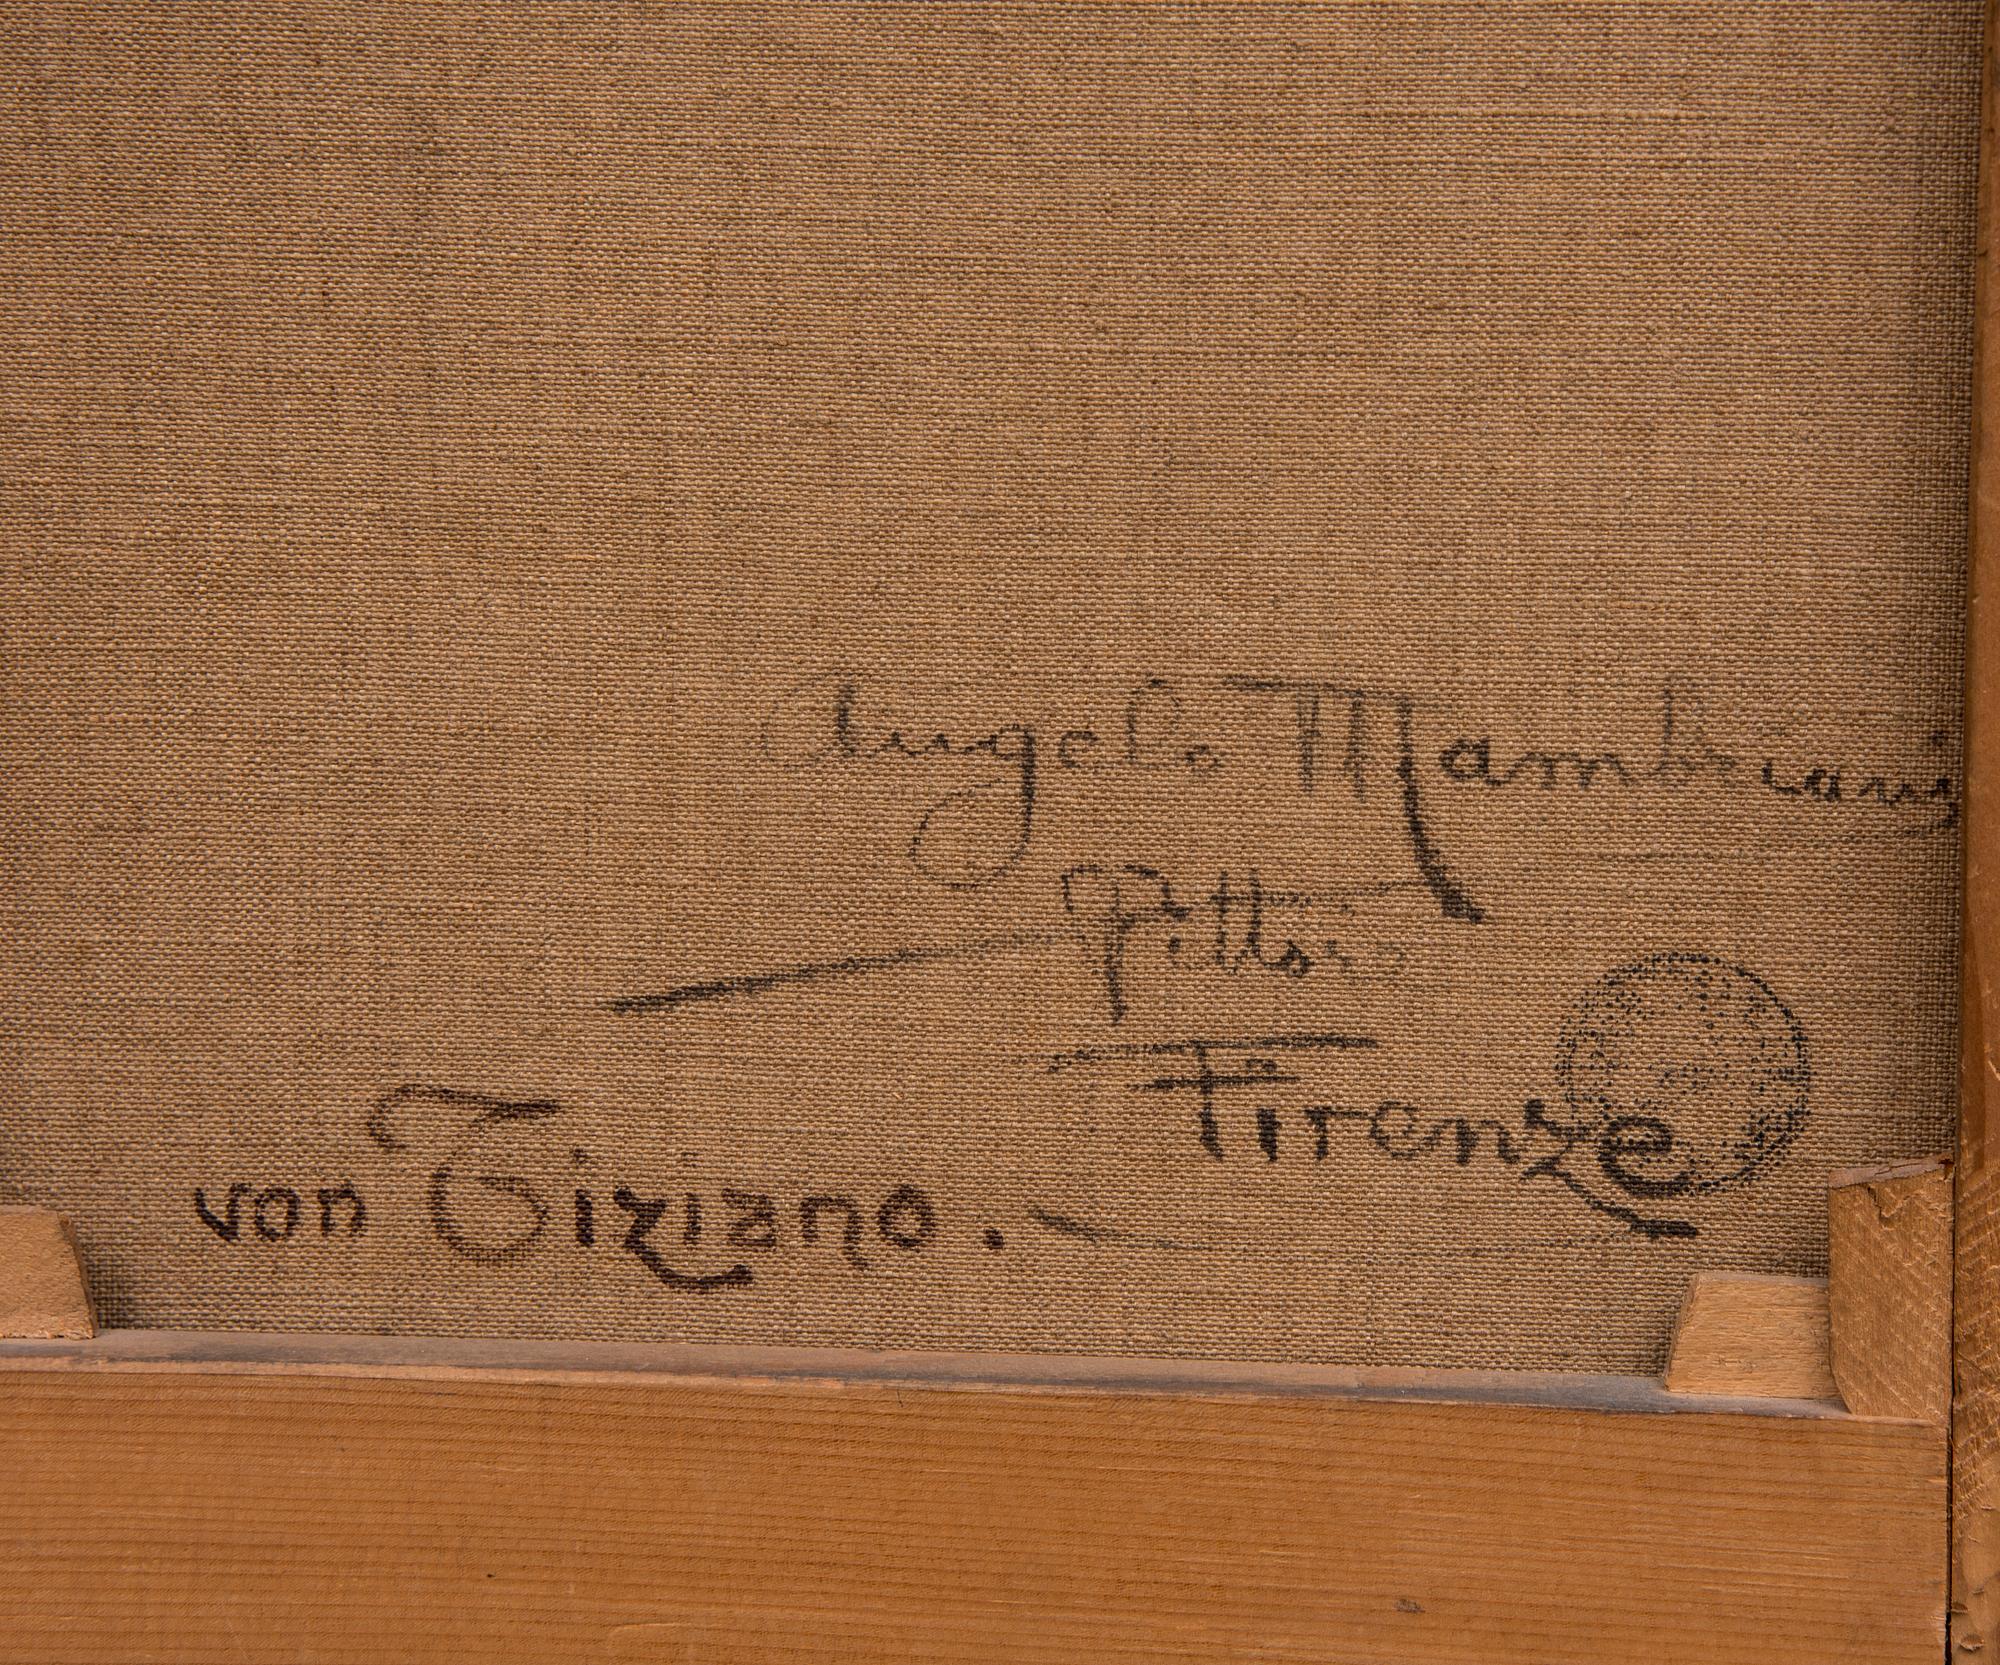 Angelo Mambriani
Pittore
Firenze
von Tiziano.